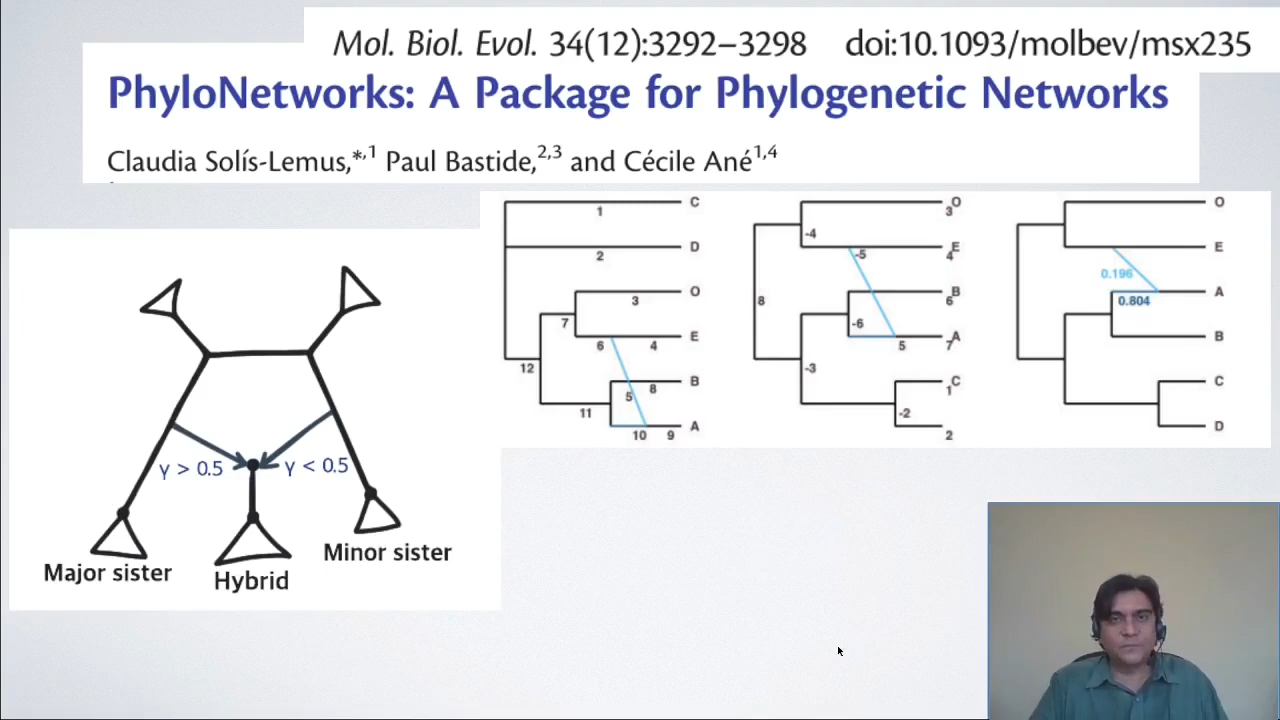 Mol. Biol. Evol. 34(12):3292–3298 doi:10.1093/molbev/msx235
PhyloNetworks: A Package for Phylogenetic Networks
Claudia Solís-Lemus,*,1 Paul Bastide,2,3 and Cécile Ané1,4
γ > 0.5
γ < 0.5
Major sister
Hybrid
Minor sister
C
1
D
2
O
3
7
E
6
4
12
B
8
5
11
A
10
9
O
3
-4
E
-5
4
8
B
6
-6
A
5
7
-3
C
1
-2
2
O
E
0.196
A
0.804
B
C
D